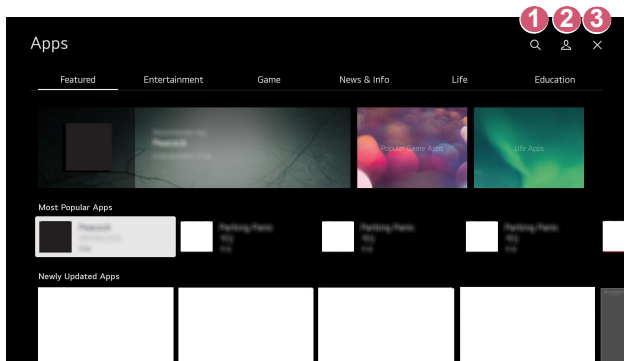 1 2 3
Apps
Featured Entertainment Game News & Info Life Education
Popular Game Apps Life Apps
Most Popular Apps
Peacock Parking Panic Parking Panic Parking Panic
Newly Updated Apps